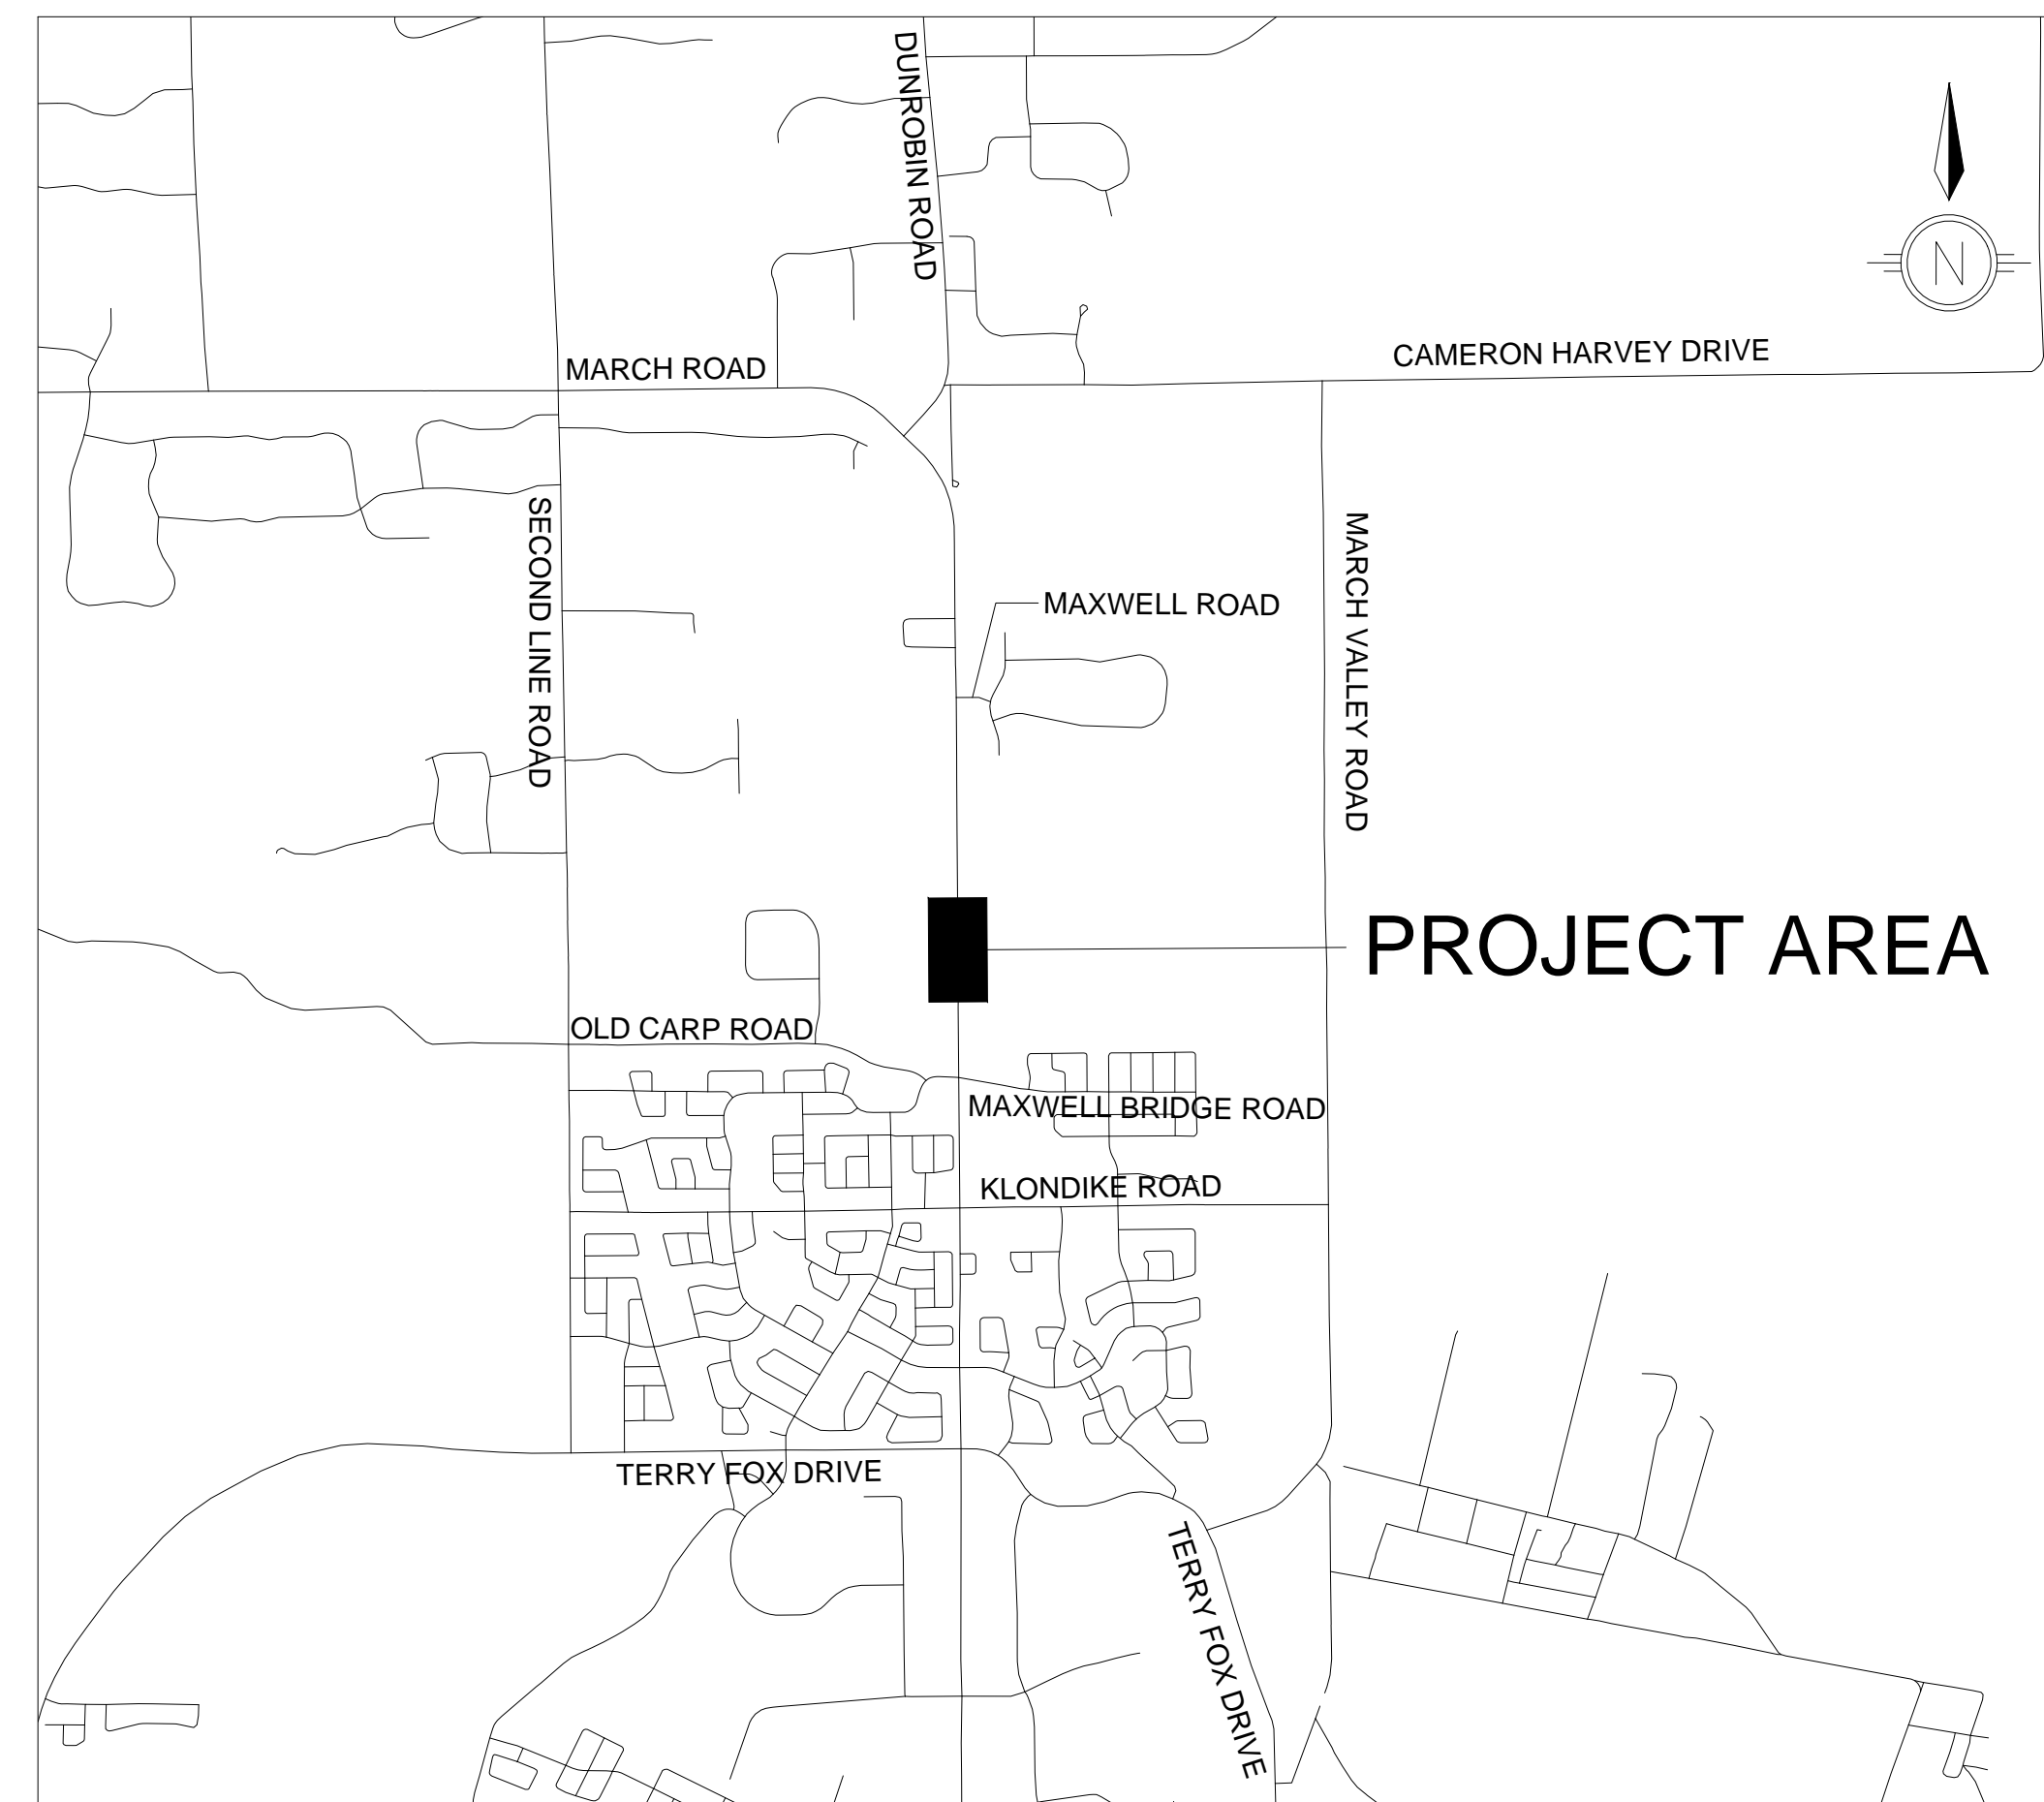 DUNROBIN ROAD
N
MARCH ROAD
CAMERON HARVEY DRIVE
SECOND LINE ROAD
MARCH VALLEY ROAD
MAXWELL ROAD
PROJECT AREA
OLD CARP ROAD
MAXWELL BRIDGE ROAD
KLONDIKE ROAD
TERRY FOX DRIVE
TERRY FOX DRIVE